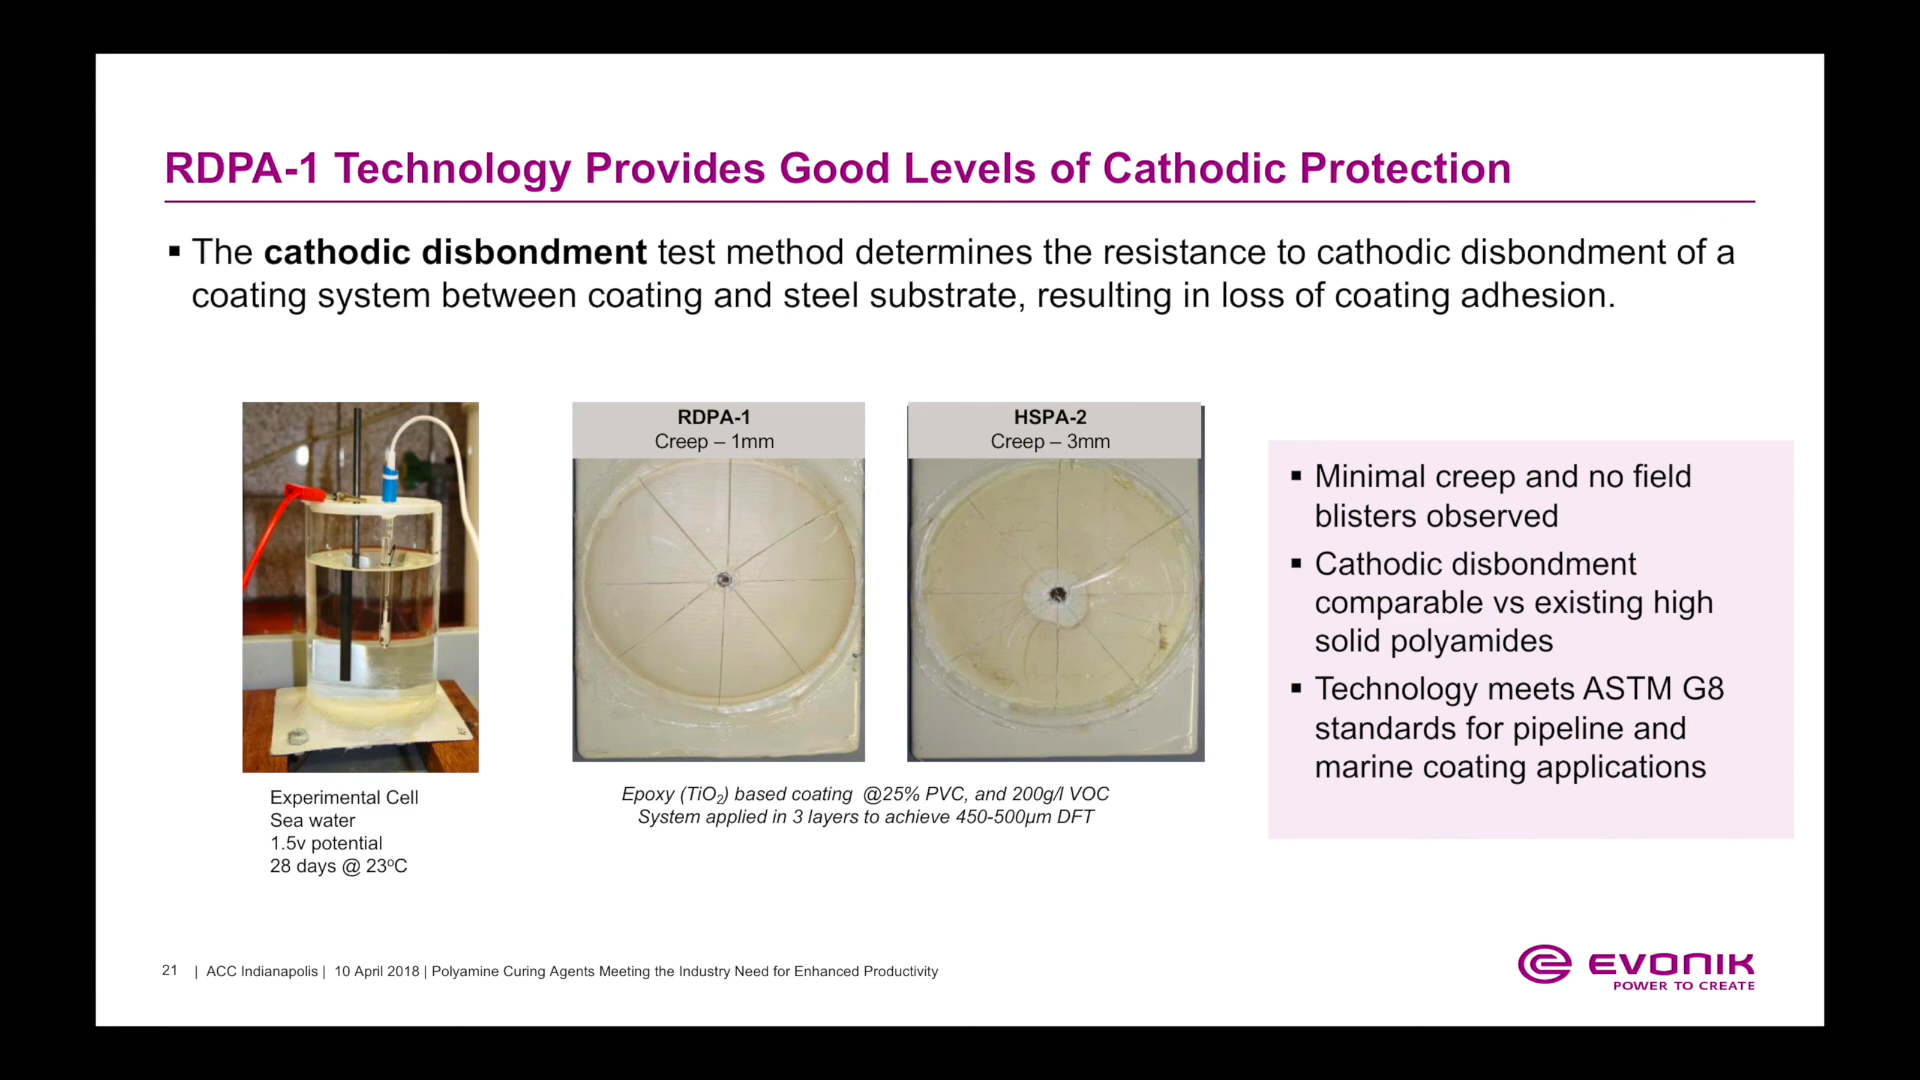 RDPA-1 Technology Provides Good Levels of Cathodic Protection
▪ The cathodic disbondment test method determines the resistance to cathodic disbondment of a
coating system between coating and steel substrate, resulting in loss of coating adhesion.
RDPA-1
Creep – 1mm
HSPA-2
Creep – 3mm
▪ Minimal creep and no field
blisters observed
▪ Cathodic disbondment
comparable vs existing high
solid polyamides
▪ Technology meets ASTM G8
standards for pipeline and
marine coating applications
Experimental Cell
Sea water
1.5v potential
28 days @ 23ºC
Epoxy (TiO₂) based coating @25% PVC, and 200g/l VOC
System applied in 3 layers to achieve 450-500µm DFT
21 | ACC Indianapolis | 10 April 2018 | Polyamine Curing Agents Meeting the Industry Need for Enhanced Productivity
EVONIK
POWER TO CREATE